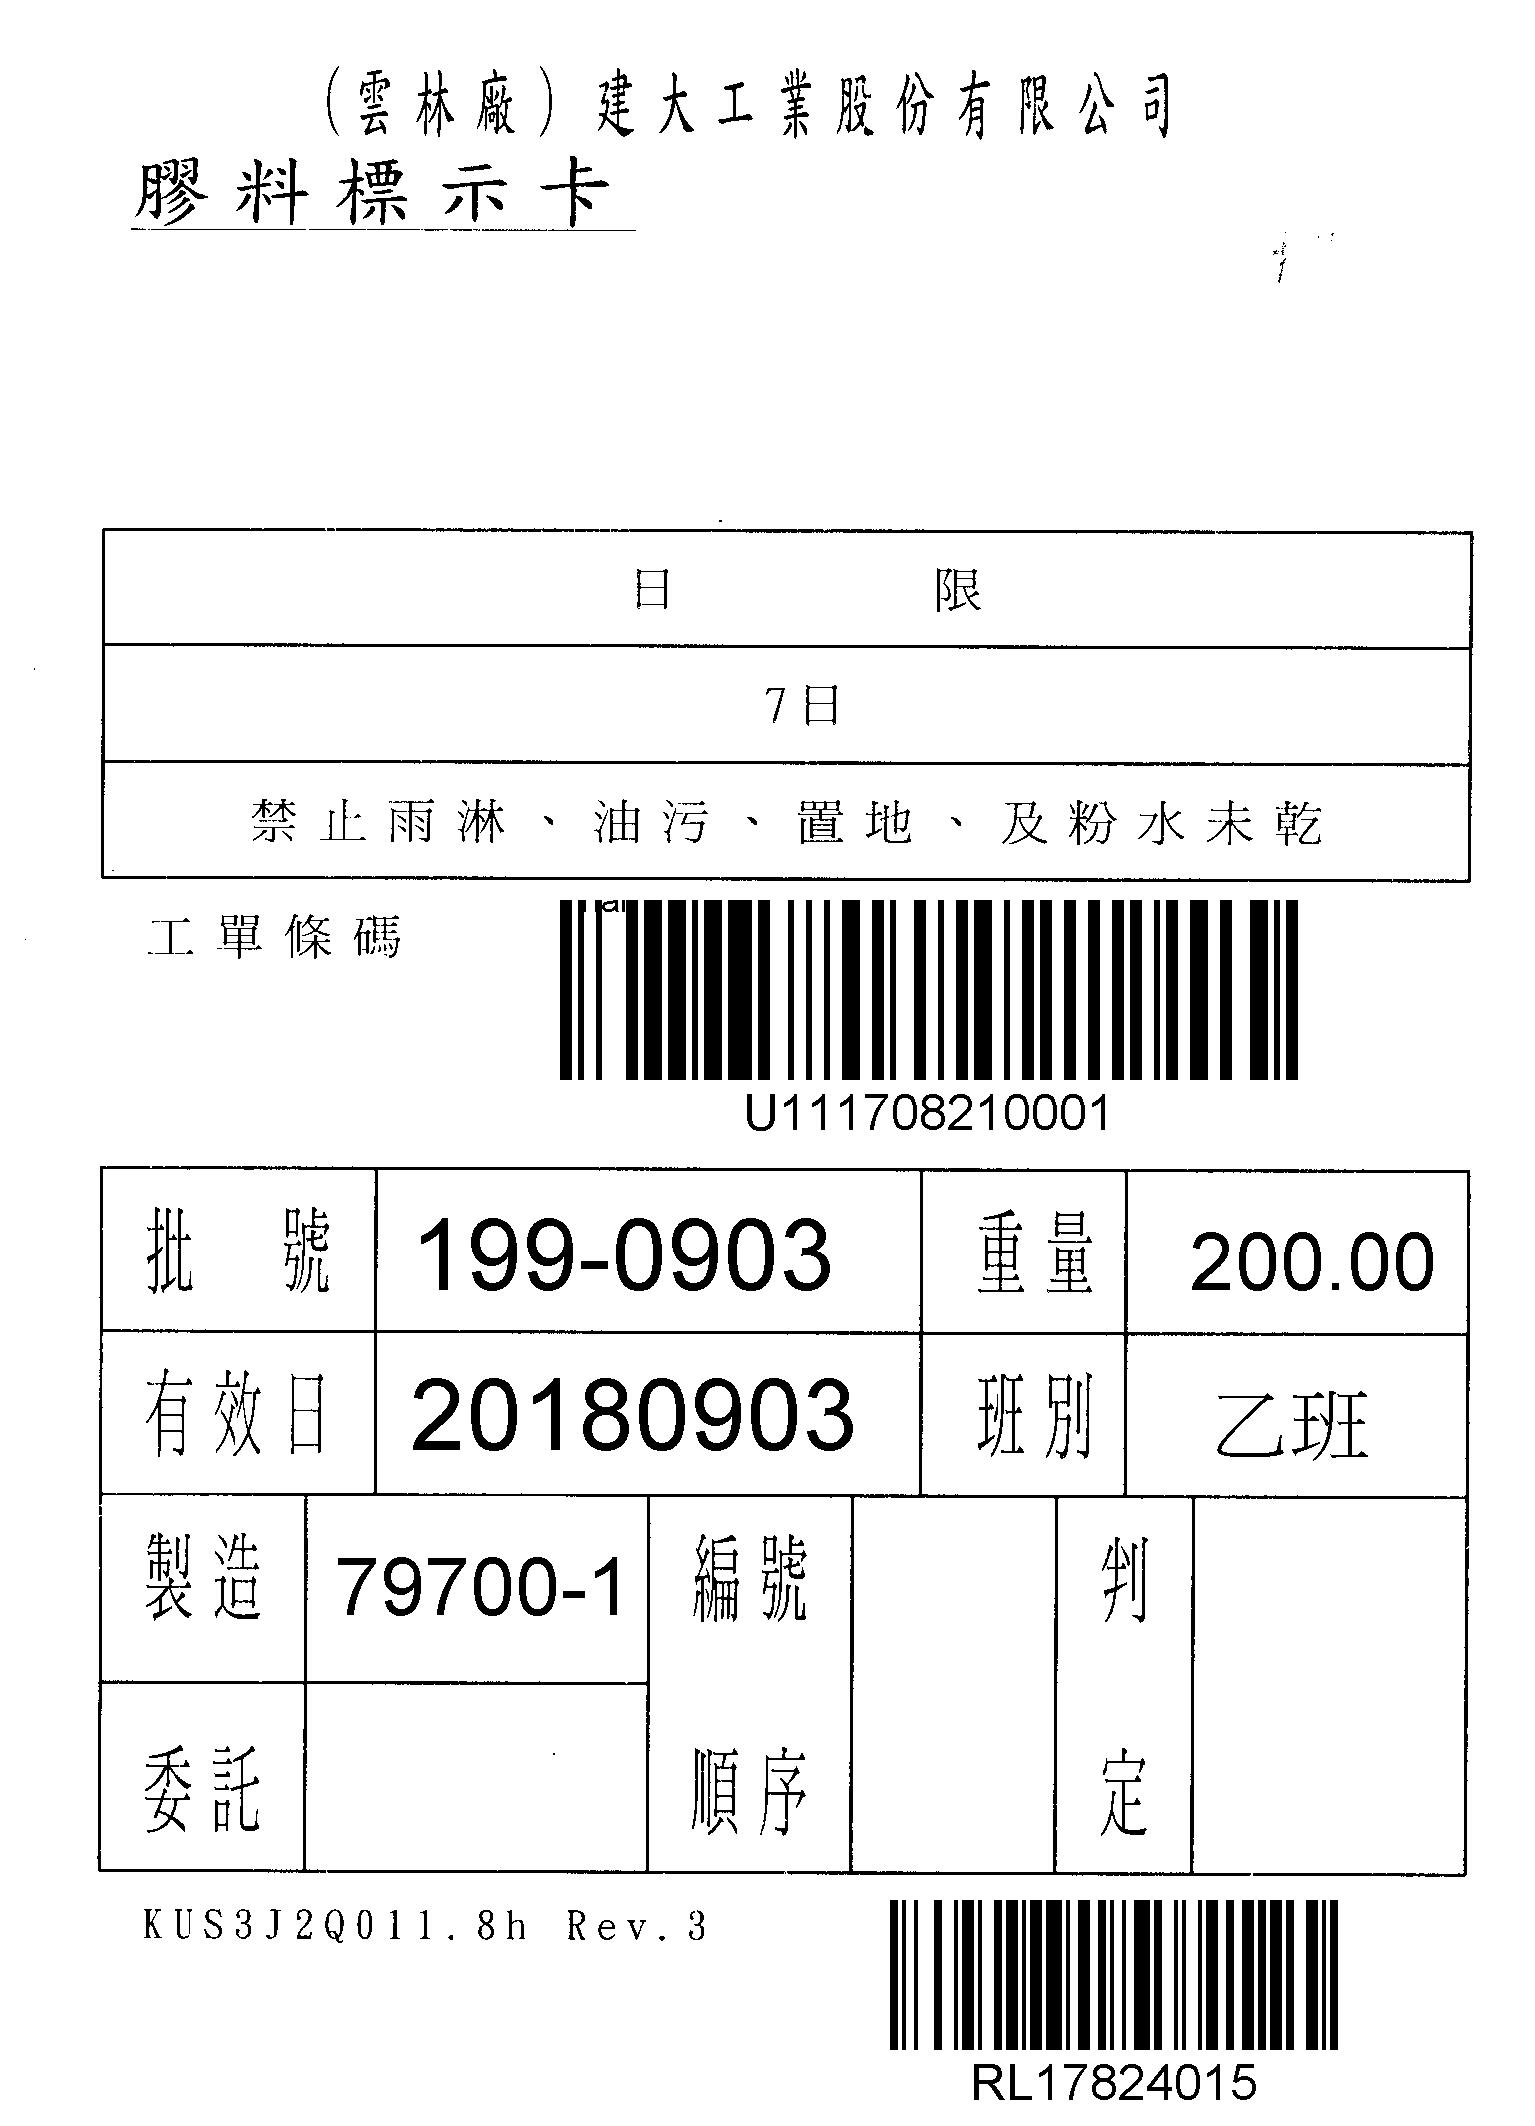 (雲林廠)建大工業股份有限公司
膠料標示卡
日 限
7日
禁止雨淋、油污、置地、及粉水未乾
工單條碼
U111708210001
批 號 199-0903 重量 200.00
有效日 20180903 班別 乙班
製造 79700-1 編號 判
委託 順序 定
KUS3J2Q011.8h Rev.3
RL17824015